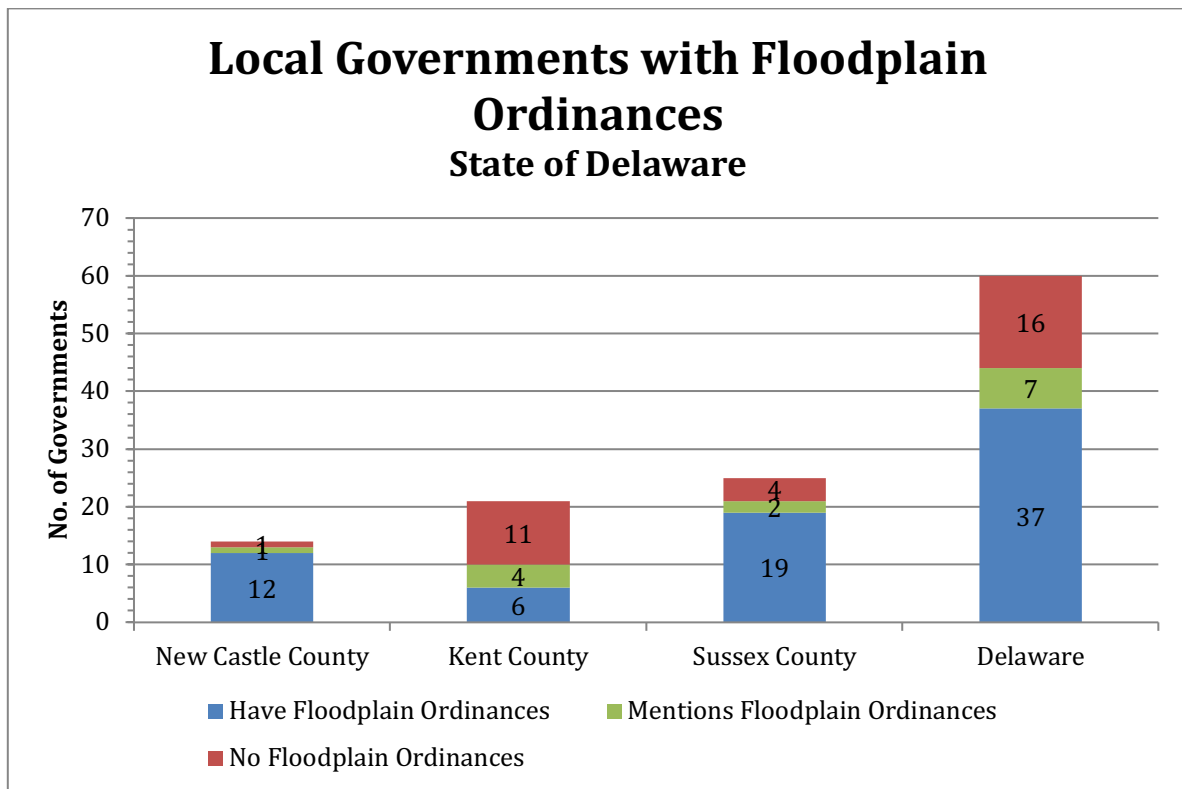 Local Governments with Floodplain
Ordinances
State of Delaware
No. of Governments
70
60
50
40
30
20
10
0
1
1
12
11
4
6
4
2
19
16
7
37
New Castle County
Kent County
Sussex County
Delaware
Have Floodplain Ordinances
Mentions Floodplain Ordinances
No Floodplain Ordinances